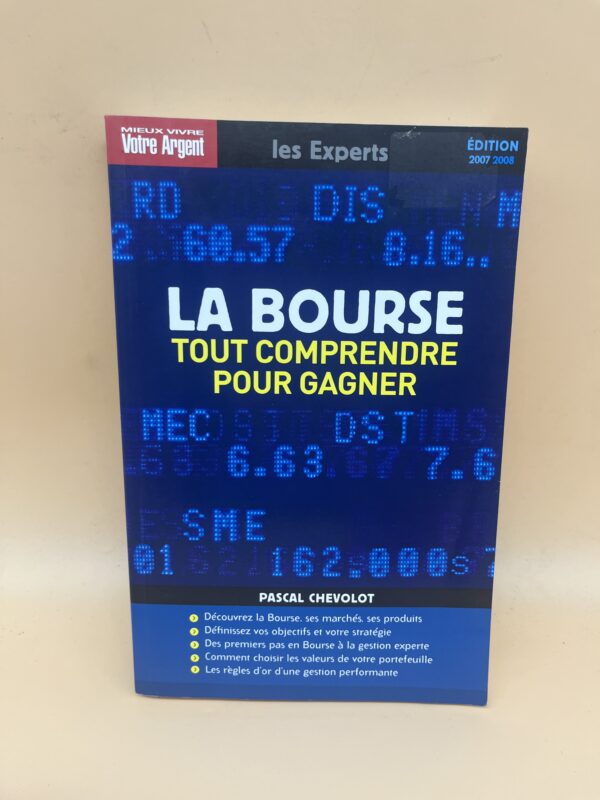 MIEUX VIVRE
Votre Argent
les Experts
ÉDITION
2007 2008
RD DIS
2 60.57 8.16..
LA BOURSE
TOUT COMPRENDRE
POUR GAGNER
MEC DST
6.63 7.6
SME
01 162.000s
PASCAL CHEVOLOT
Découvrez la Bourse, ses marchés, ses produits
Définissez vos objectifs et votre stratégie
Des premiers pas en Bourse à la gestion experte
Comment choisir les valeurs de votre portefeuille
Les règles d'or d'une gestion performante